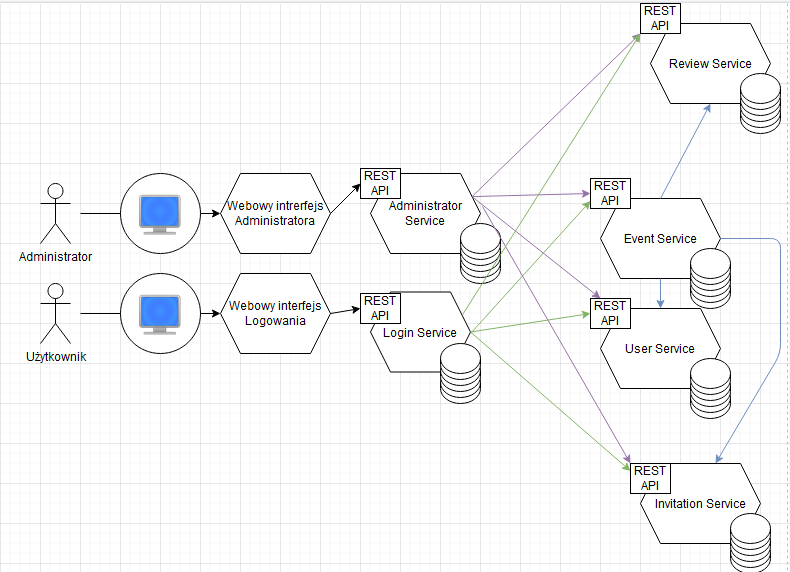 REST
API
Review Service
REST
API
Webowy intrerfejs
Administratora
Administrator
Service
REST
API
Event Service
Administrator
Webowy interfejs
Logowania
REST
API
Login Service
REST
API
User Service
Użytkownik
REST
API
Invitation Service